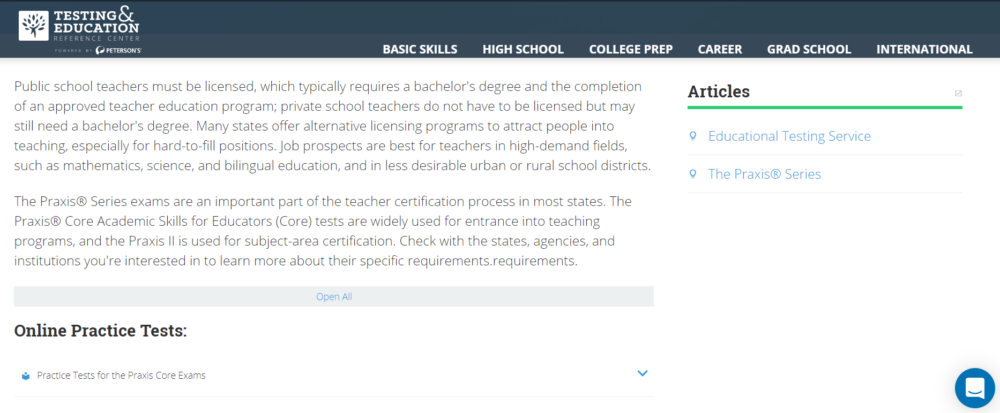 TESTING &
EDUCATION
REFERENCE CENTER
POWERED BY PETERSON'S®
BASIC SKILLS HIGH SCHOOL COLLEGE PREP CAREER GRAD SCHOOL INTERNATIONAL
Public school teachers must be licensed, which typically requires a bachelor's degree and the completion
of an approved teacher education program; private school teachers do not have to be licensed but may
still need a bachelor's degree. Many states offer alternative licensing programs to attract people into
teaching, especially for hard-to-fill positions. Job prospects are best for teachers in high-demand fields,
such as mathematics, science, and bilingual education, and in less desirable urban or rural school districts.
The Praxis® Series exams are an important part of the teacher certification process in most states. The
Praxis® Core Academic Skills for Educators (Core) tests are widely used for entrance into teaching
programs, and the Praxis II is used for subject-area certification. Check with the states, agencies, and
institutions you're interested in to learn more about their specific requirements.requirements.
Open All
Online Practice Tests:
Practice Tests for the Praxis Core Exams
Articles
Educational Testing Service
The Praxis® Series